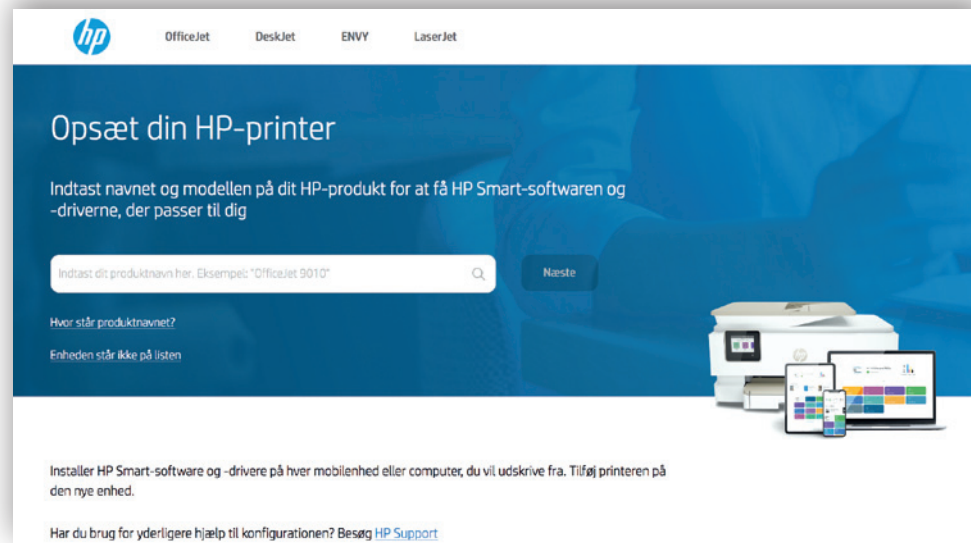 hp
OfficeJet DeskJet ENVY LaserJet
Opsæt din HP-printer
Indtast navnet og modellen på dit HP-produkt for at få HP Smart-softwaren og
-driverne, der passer til dig
Indtast dit produktnavn her. Eksempel: "OfficeJet 9010"
Næste
Hvor står produktnavnet?
Enheden står ikke på listen
Installer HP Smart-software og -drivere på hver mobilenhed eller computer, du vil udskrive fra. Tilføj printeren på
den nye enhed.
Har du brug for yderligere hjælp til konfigurationen? Besøg HP Support